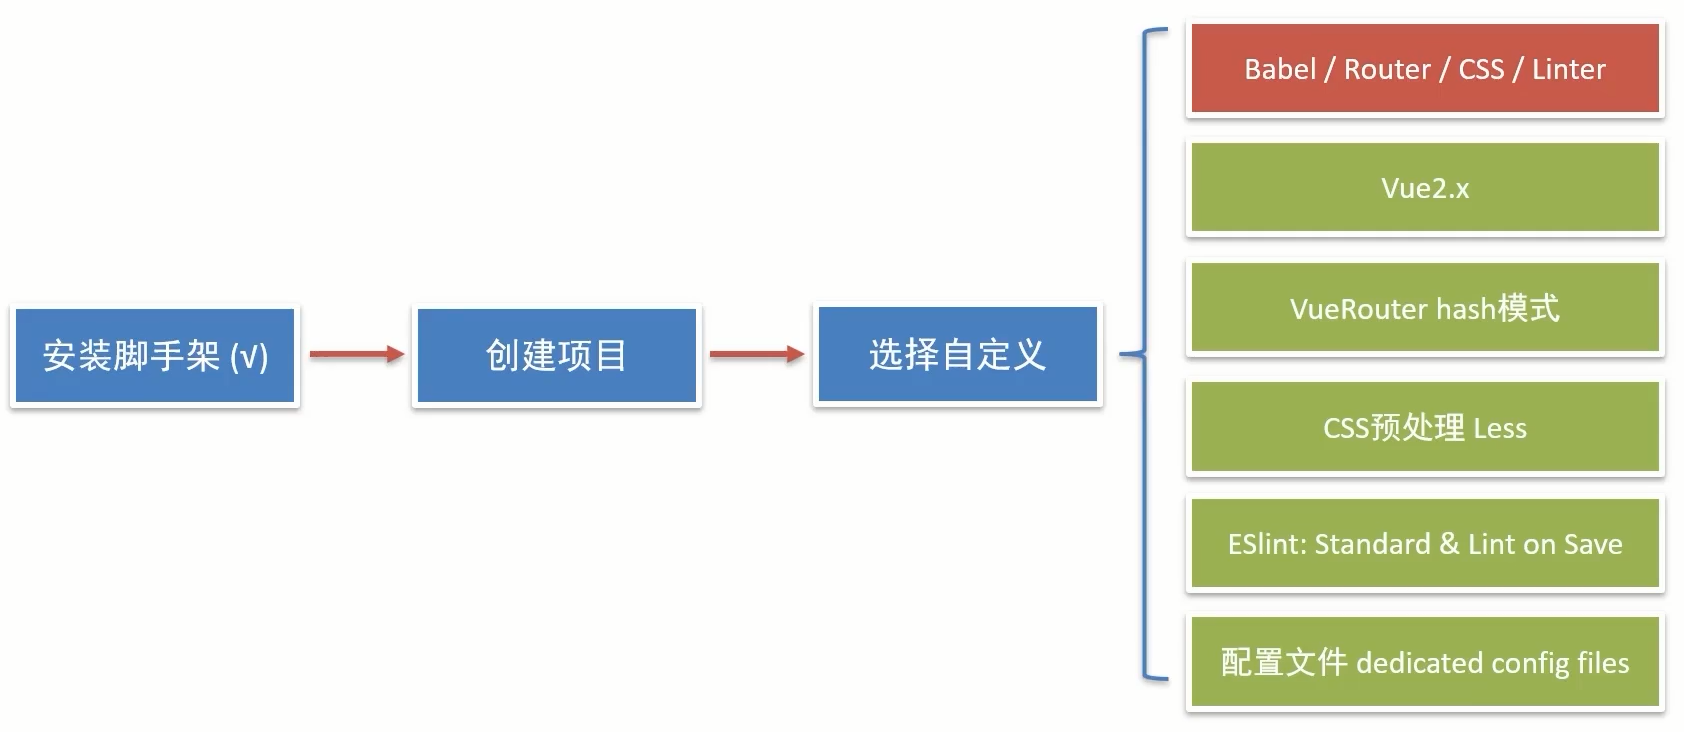 安装脚手架 (√)
创建项目
选择自定义
Babel / Router / CSS / Linter
Vue2.x
VueRouter hash模式
CSS预处理 Less
ESlint: Standard & Lint on Save
配置文件 dedicated config files